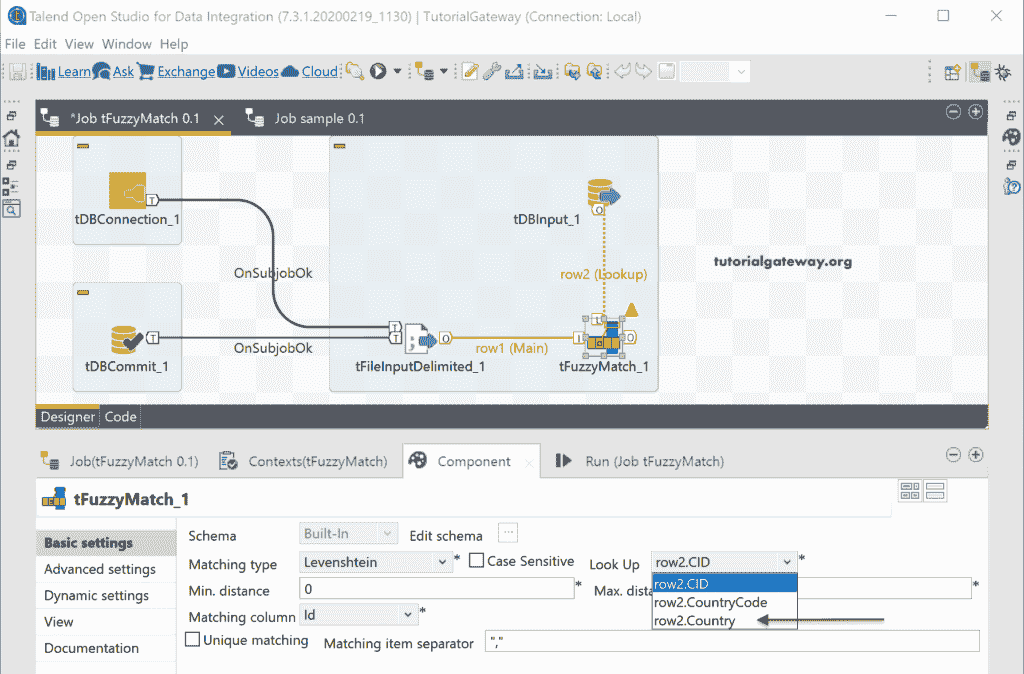 Talend Open Studio for Data Integration (7.3.1.20200219_1130) | TutorialGateway (Connection: Local)
File Edit View Window Help
Learn Ask Exchange Videos Cloud
*Job tFuzzyMatch 0.1 Job sample 0.1
T
tDBConnection_1
O
tDBInput_1
OnSubjobOk
row2 (Lookup)
tutorialgateway.org
T
T
T
O
row1 (Main)
L
I
O
OnSubjobOk
tDBCommit_1
tFileInputDelimited_1
tFuzzyMatch_1
Designer Code
Job(tFuzzyMatch 0.1) Contexts(tFuzzyMatch) Component Run (Job tFuzzyMatch)
tFuzzyMatch_1
Basic settings
Advanced settings
Dynamic settings
View
Documentation
Schema Built-In Edit schema ...
Matching type Levenshtein * Case Sensitive Look Up row2.CID *
Min. distance 0 * Max. dista *
row2.CID
row2.CountryCode
row2.Country
Matching column Id *
Unique matching Matching item separator ","